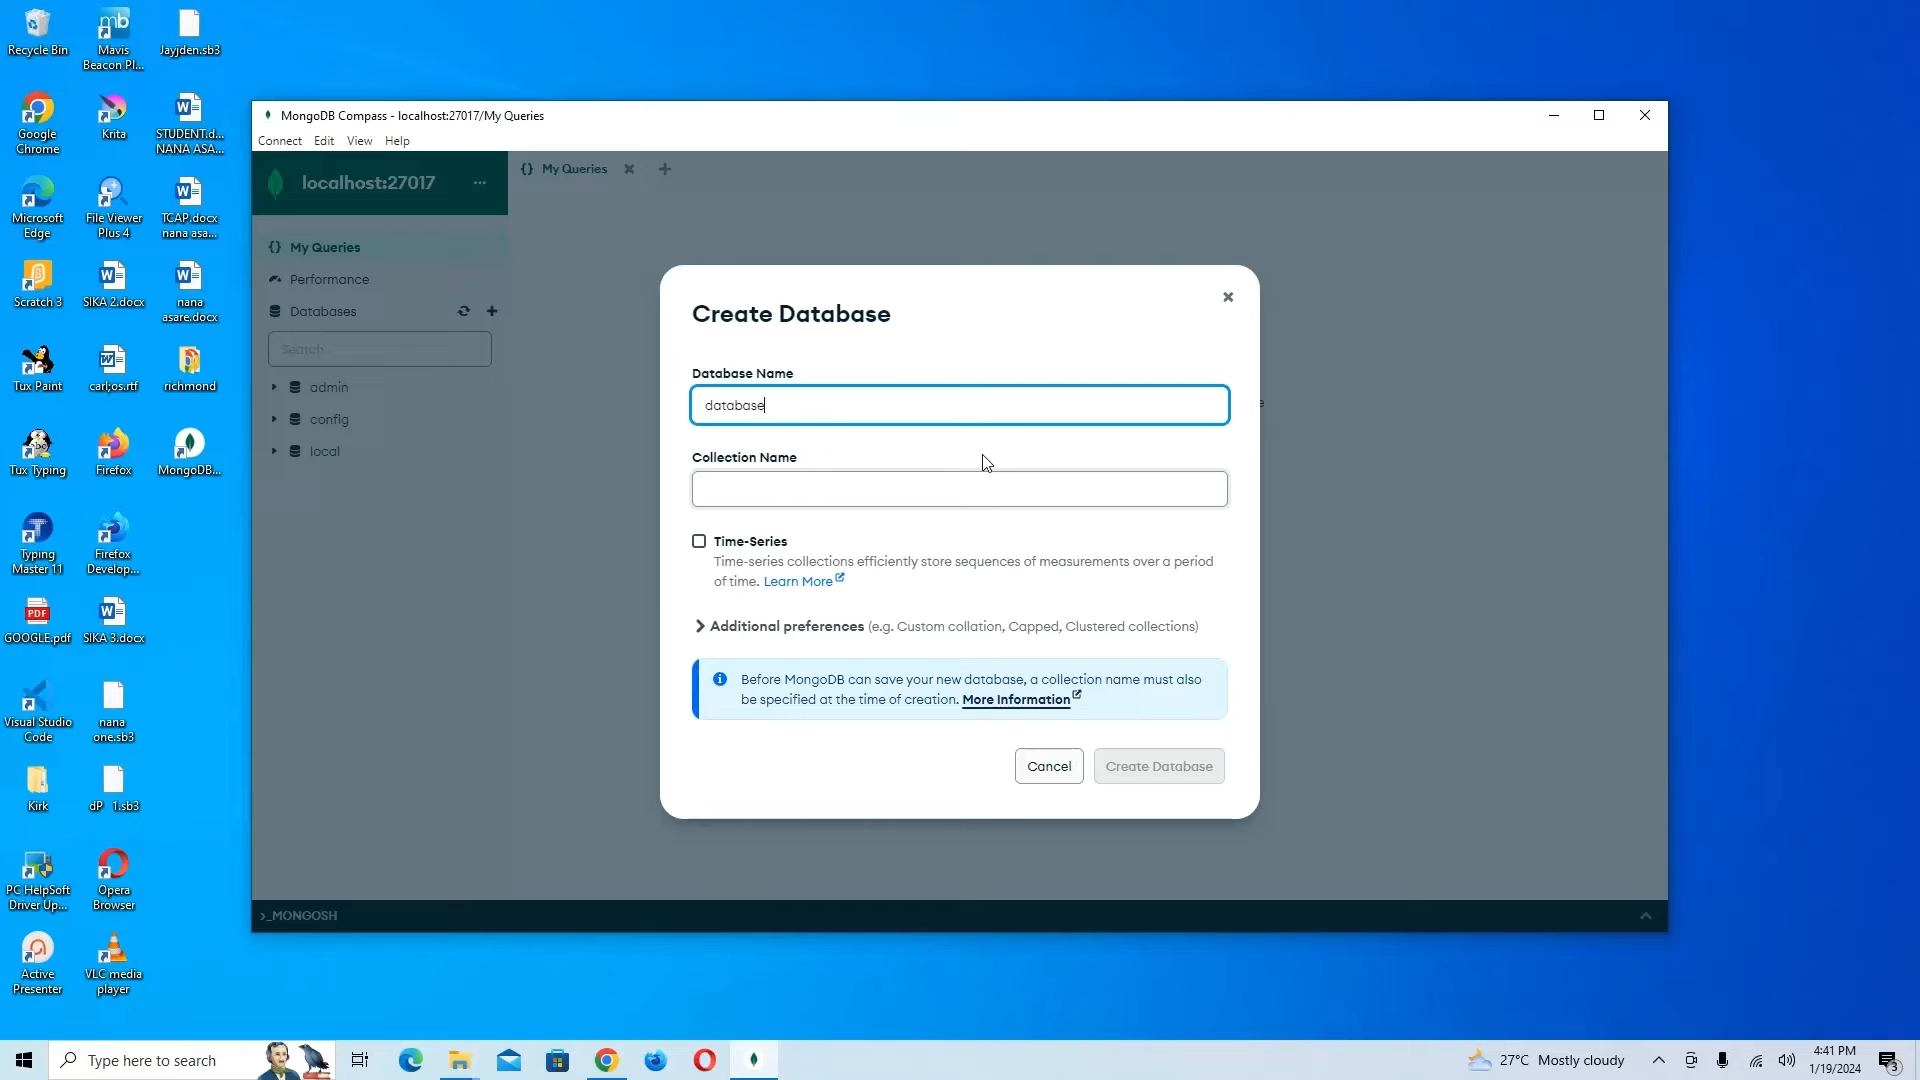 Recycle Bin
Mavis
Beacon Pl...
Jayjden.sb3
Google
Chrome
Krita
STUDENT.d...
NANA ASA...
Microsoft
Edge
File Viewer
Plus 4
TCAP.docx
nana asa...
Scratch 3
SIKA 2.docx
nana
asare.docx
Tux Paint
carl;os.rtf
richmond
Tux Typing
Firefox
MongoDB...
Typing
Master 11
Firefox
Develop...
PDF
GOOGLE.pdf
SIKA 3.docx
Visual Studio
Code
nana
one.sb3
Kirk
dP_ 1.sb3
PC HelpSoft
Driver Up...
Opera
Browser
Active
Presenter
VLC media
player
MongoDB Compass - localhost:27017/My Queries
Connect Edit View Help
localhost:27017 ...
{} My Queries
{} My Queries
Performance
Databases
Search
admin
config
local
Create Database
Database Name
database
Collection Name
Time-Series
Time-series collections efficiently store sequences of measurements over a period
of time. Learn More
Additional preferences (e.g. Custom collation, Capped, Clustered collections)
Before MongoDB can save your new database, a collection name must also
be specified at the time of creation. More Information
Cancel Create Database
>_MONGOSH
Type here to search
27°C Mostly cloudy
4:41 PM
1/19/2024
3